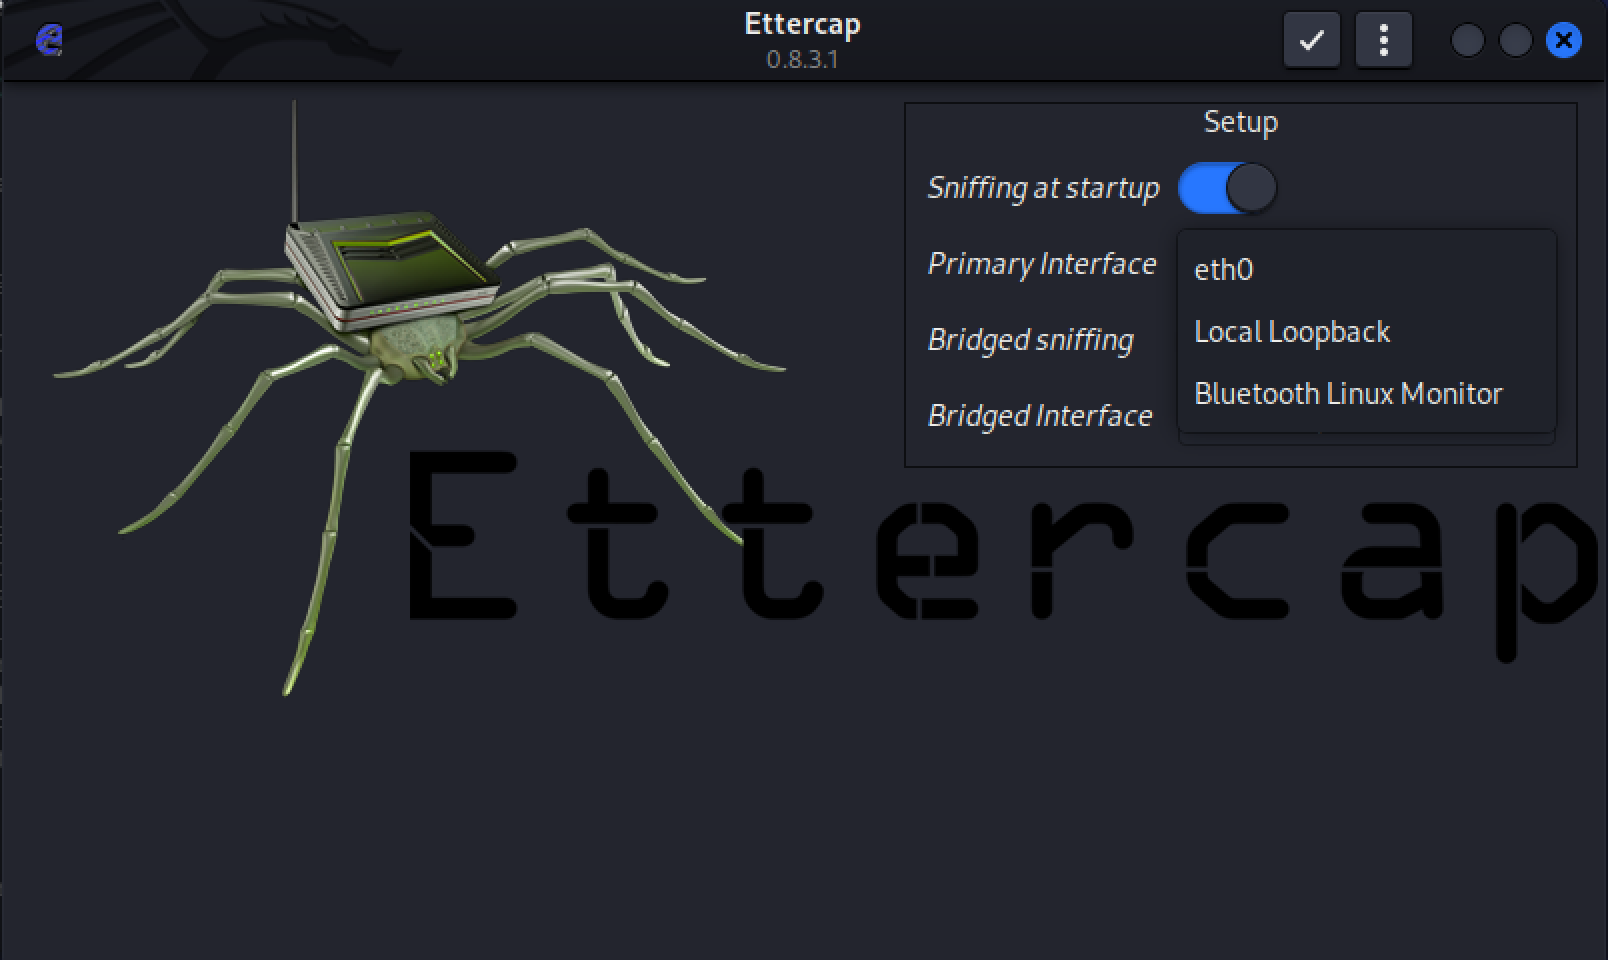 Ettercap
0.8.3.1
Setup
Sniffing at startup
Primary Interface
eth0
Local Loopback
Bridged sniffing
Bluetooth Linux Monitor
Bridged Interface
Ettercap